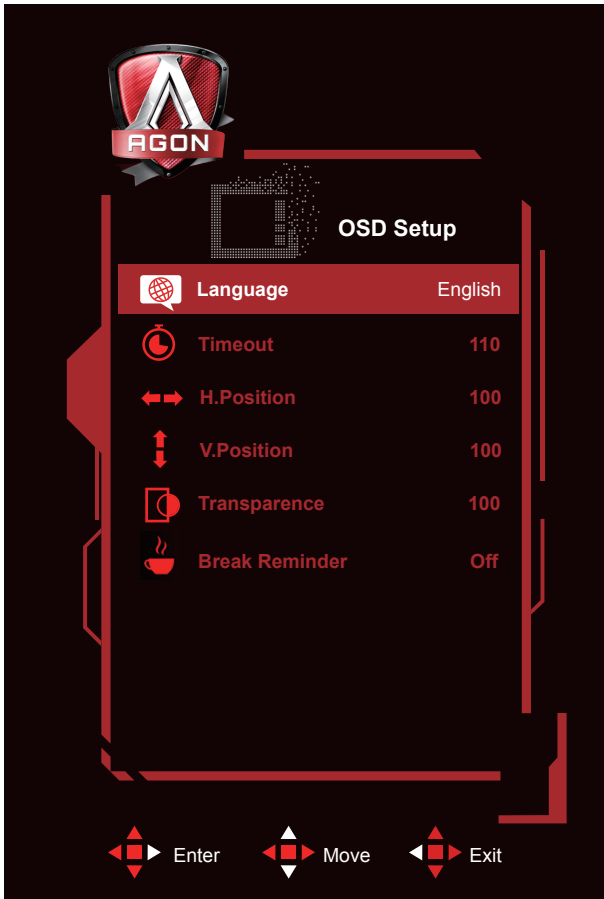 AGON
OSD Setup
Language English
Timeout 110
H.Position 100
V.Position 100
Transparence 100
Break Reminder Off
Enter Move Exit